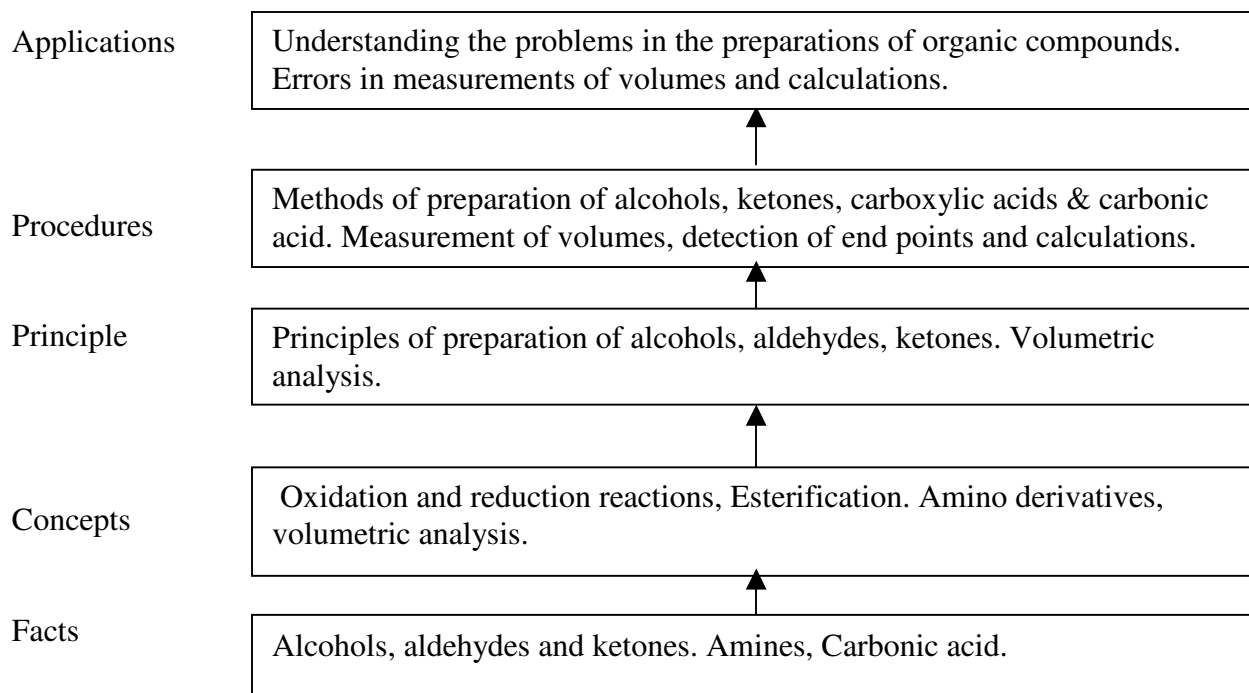 Applications
Understanding the problems in the preparations of organic compounds.
Errors in measurements of volumes and calculations.
Procedures
Methods of preparation of alcohols, ketones, carboxylic acids & carbonic
acid. Measurement of volumes, detection of end points and calculations.
Principle
Principles of preparation of alcohols, aldehydes, ketones. Volumetric
analysis.
Concepts
Oxidation and reduction reactions, Esterification. Amino derivatives,
volumetric analysis.
Facts
Alcohols, aldehydes and ketones. Amines, Carbonic acid.